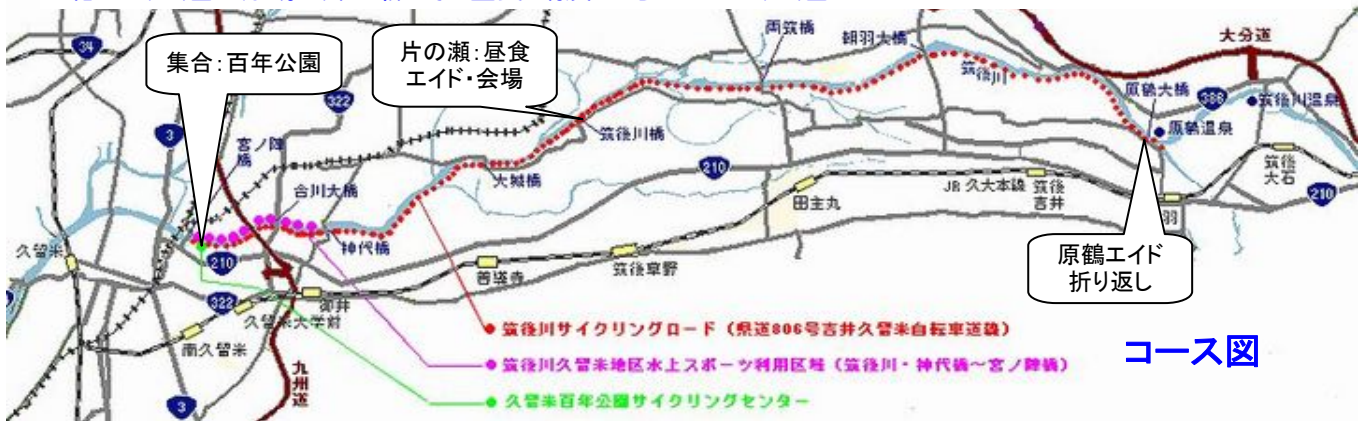 34
322
3
集合：百年公園
片の瀬：昼食
エイド・会場
両筑橋
朝羽大橋
筑後川
大分道
原鶴大橋
386
筑後川温泉
原鶴温泉
宮ノ陣
橋
合川大橋
筑後川橋
大城橋
210
神代橋
久留米
210
322
久留米大学前
御井
南久留米
善導寺
筑後草野
田主丸
JR 久大本線
筑後
吉井
羽
筑後
大石
210
原鶴エイド
折り返し
九州道
3
筑後川サイクリングロード（県道806号吉井久留米自転車道線）
筑後川久留米地区水上スポーツ利用区域（筑後川・神代橋～宮ノ陣橋）
久留米百年公園サイクリングセンター
コース図